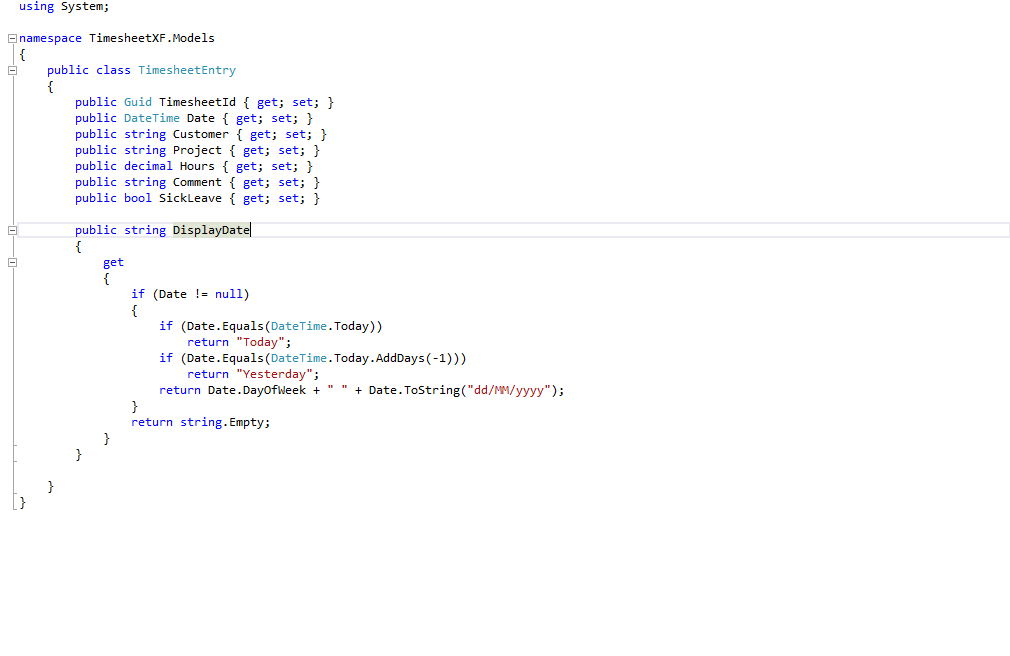 using System;

namespace TimesheetXF.Models
{
    public class TimesheetEntry
    {
        public Guid TimesheetId { get; set; }
        public DateTime Date { get; set; }
        public string Customer { get; set; }
        public string Project { get; set; }
        public decimal Hours { get; set; }
        public string Comment { get; set; }
        public bool SickLeave { get; set; }

        public string DisplayDate
        {
            get
            {
                if (Date != null)
                {
                    if (Date.Equals(DateTime.Today))
                        return "Today";
                    if (Date.Equals(DateTime.Today.AddDays(-1)))
                        return "Yesterday";
                    return Date.DayOfWeek + " " + Date.ToString("dd/MM/yyyy");
                }
                return string.Empty;
            }
        }

    }
}